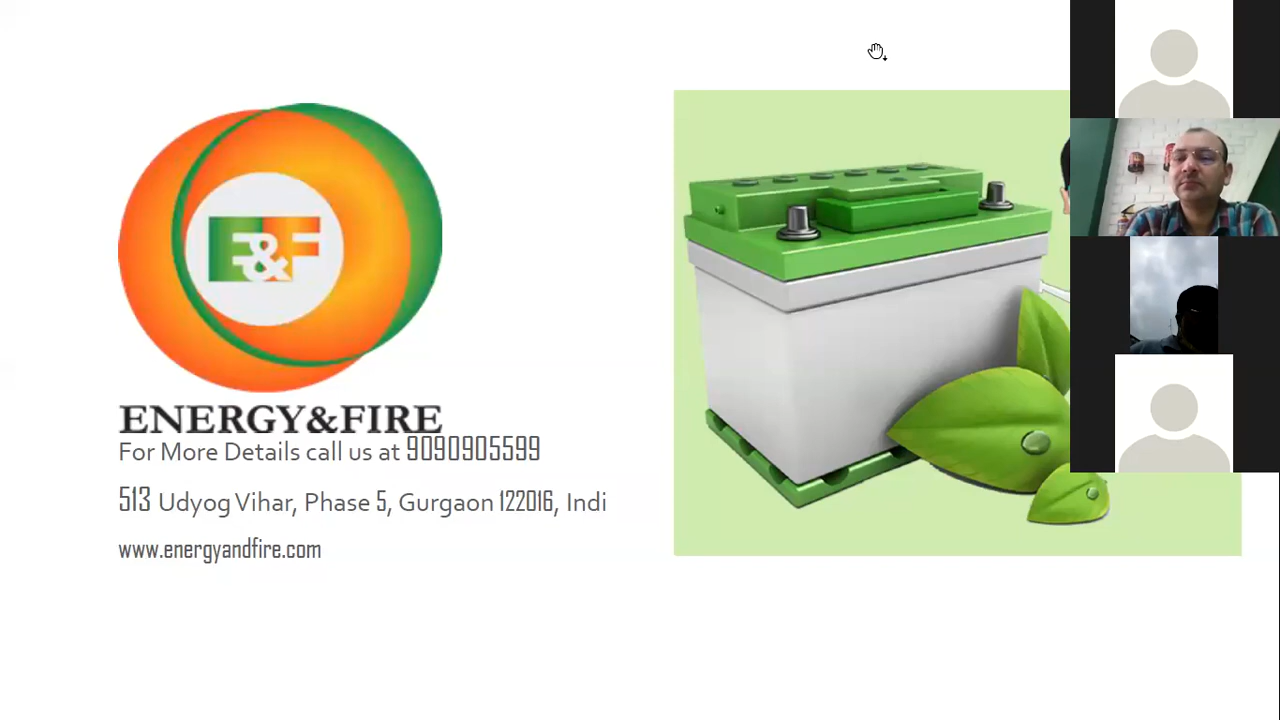 E&F
ENERGY&FIRE
For More Details call us at 9090905599
513 Udyog Vihar, Phase 5, Gurgaon 122016, Indi
www.energyandfire.com